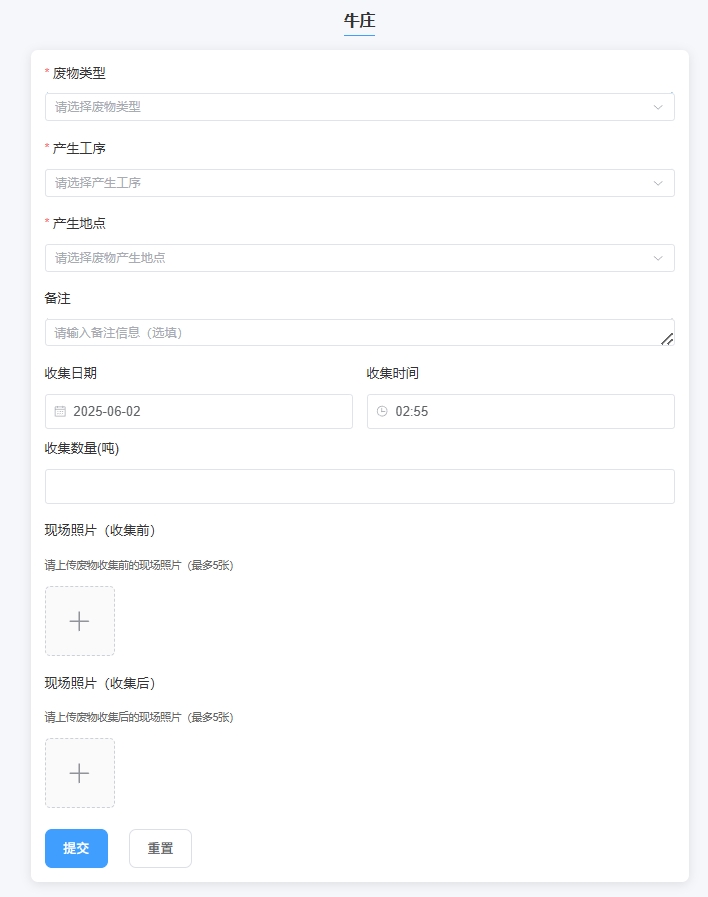 牛庄
* 废物类型
请选择废物类型
* 产生工序
请选择产生工序
* 产生地点
请选择废物产生地点
备注
请输入备注信息（选填）
收集日期 收集时间
2025-06-02 02:55
收集数量(吨)
现场照片（收集前）
请上传废物收集前的现场照片（最多5张）
现场照片（收集后）
请上传废物收集后的现场照片（最多5张）
提交 重置